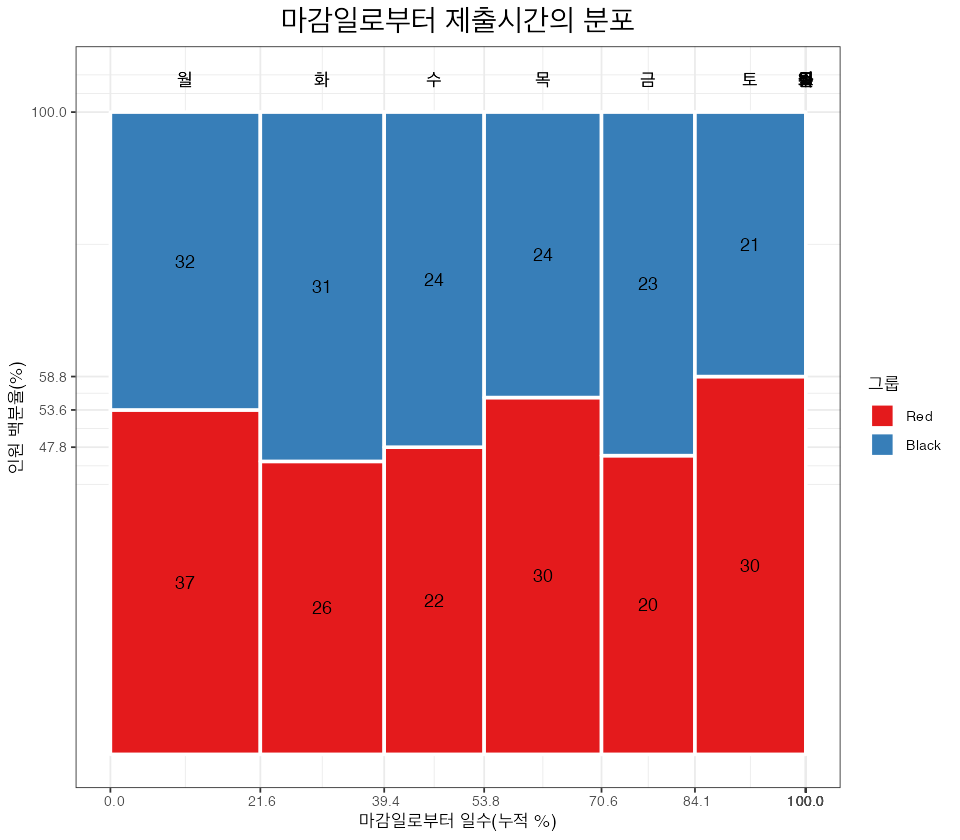 마감일로부터 제출시간의 분포
월 화 수 목 금 토
100.0
58.8
53.6
47.8
인원 백분율(%)
32 31 24 24 23 21
37 26 22 30 20 30
그룹
Red
Black
0.0 21.6 39.4 53.8 70.6 84.1 100.0
마감일로부터 일수(누적 %)